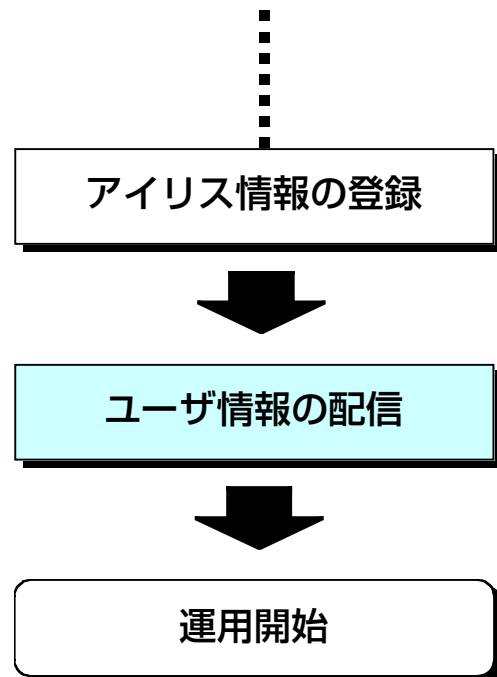 アイリス情報の登録
ユーザ情報の配信
運用開始